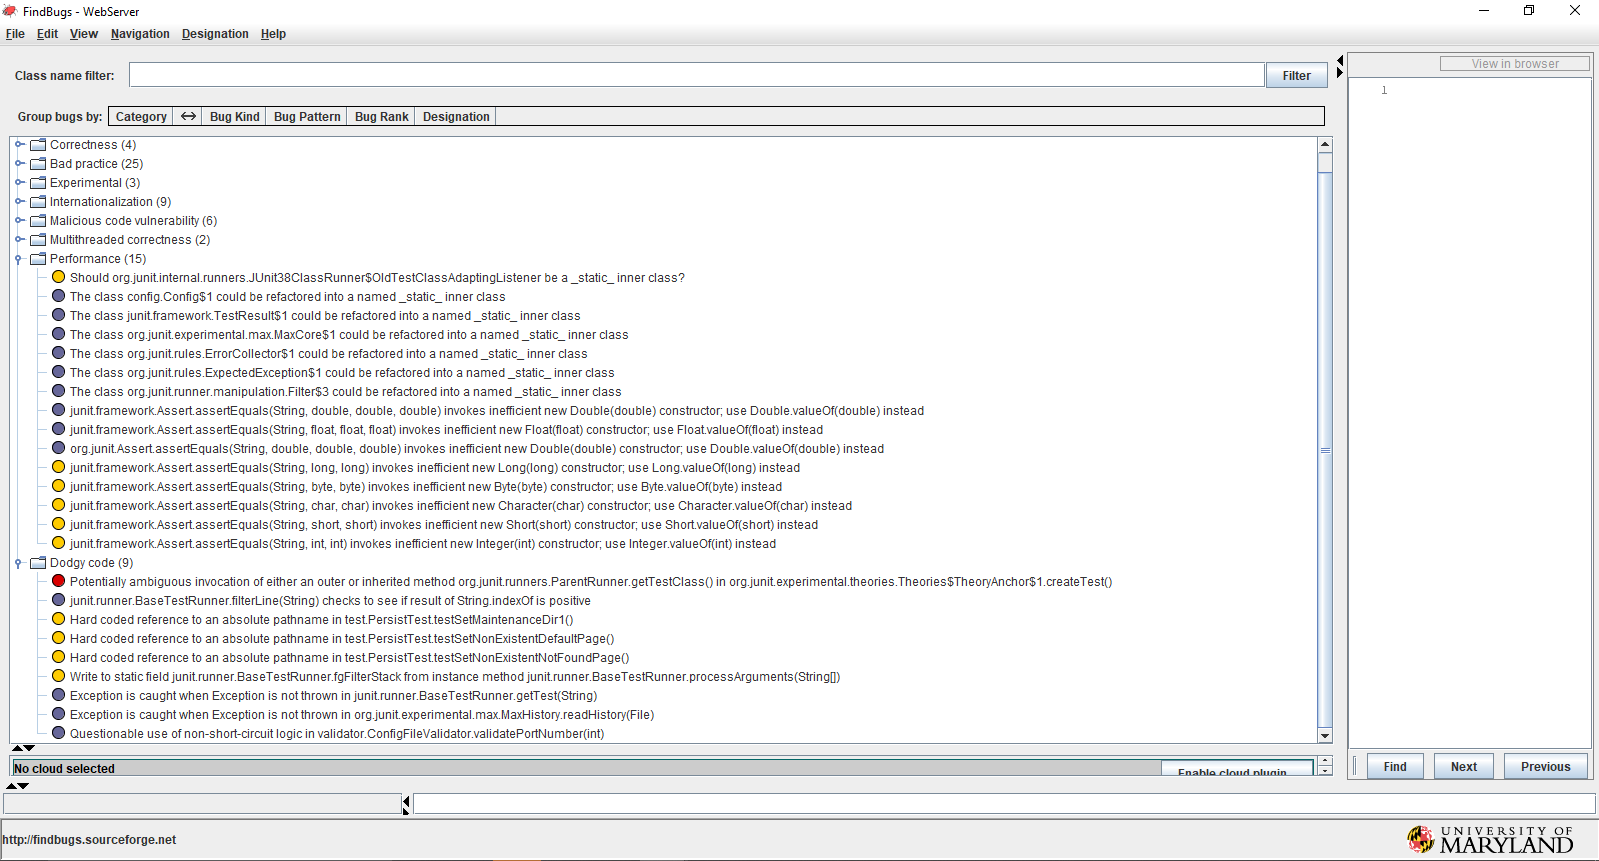 FindBugs - WebServer
File Edit View Navigation Designation Help
Class name filter: Filter
View in browser
1
Group bugs by: Category Bug Kind Bug Pattern Bug Rank Designation
Correctness (4)
Bad practice (25)
Experimental (3)
Internationalization (9)
Malicious code vulnerability (6)
Multithreaded correctness (2)
Performance (15)
Should org.junit.internal.runners.JUnit38ClassRunner$OldTestClassAdaptingListener be a _static_ inner class?
The class config.Config$1 could be refactored into a named _static_ inner class
The class junit.framework.TestResult$1 could be refactored into a named _static_ inner class
The class org.junit.experimental.max.MaxCore$1 could be refactored into a named _static_ inner class
The class org.junit.rules.ErrorCollector$1 could be refactored into a named _static_ inner class
The class org.junit.rules.ExpectedException$1 could be refactored into a named _static_ inner class
The class org.junit.runner.manipulation.Filter$3 could be refactored into a named _static_ inner class
junit.framework.Assert.assertEquals(String, double, double, double) invokes inefficient new Double(double) constructor; use Double.valueOf(double) instead
junit.framework.Assert.assertEquals(String, float, float, float) invokes inefficient new Float(float) constructor; use Float.valueOf(float) instead
org.junit.Assert.assertEquals(String, double, double, double) invokes inefficient new Double(double) constructor; use Double.valueOf(double) instead
junit.framework.Assert.assertEquals(String, long, long) invokes inefficient new Long(long) constructor; use Long.valueOf(long) instead
junit.framework.Assert.assertEquals(String, byte, byte) invokes inefficient new Byte(byte) constructor; use Byte.valueOf(byte) instead
junit.framework.Assert.assertEquals(String, char, char) invokes inefficient new Character(char) constructor; use Character.valueOf(char) instead
junit.framework.Assert.assertEquals(String, short, short) invokes inefficient new Short(short) constructor; use Short.valueOf(short) instead
junit.framework.Assert.assertEquals(String, int, int) invokes inefficient new Integer(int) constructor; use Integer.valueOf(int) instead
Dodgy code (9)
Potentially ambiguous invocation of either an outer or inherited method org.junit.runners.ParentRunner.getTestClass() in org.junit.experimental.theories.Theories$TheoryAnchor$1.createTest()
junit.runner.BaseTestRunner.filterLine(String) checks to see if result of String.indexOf is positive
Hard coded reference to an absolute pathname in test.PersistTest.testSetMaintenanceDir1()
Hard coded reference to an absolute pathname in test.PersistTest.testSetNonExistentDefaultPage()
Hard coded reference to an absolute pathname in test.PersistTest.testSetNonExistentNotFoundPage()
Write to static field junit.runner.BaseTestRunner.fgFilterStack from instance method junit.runner.BaseTestRunner.processArguments(String[])
Exception is caught when Exception is not thrown in junit.runner.BaseTestRunner.getTest(String)
Exception is caught when Exception is not thrown in org.junit.experimental.max.MaxHistory.readHistory(File)
Questionable use of non-short-circuit logic in validator.ConfigFileValidator.validatePortNumber(int)
No cloud selected
Enable cloud plugin
Find Next Previous
http://findbugs.sourceforge.net
UNIVERSITY OF
MARYLAND